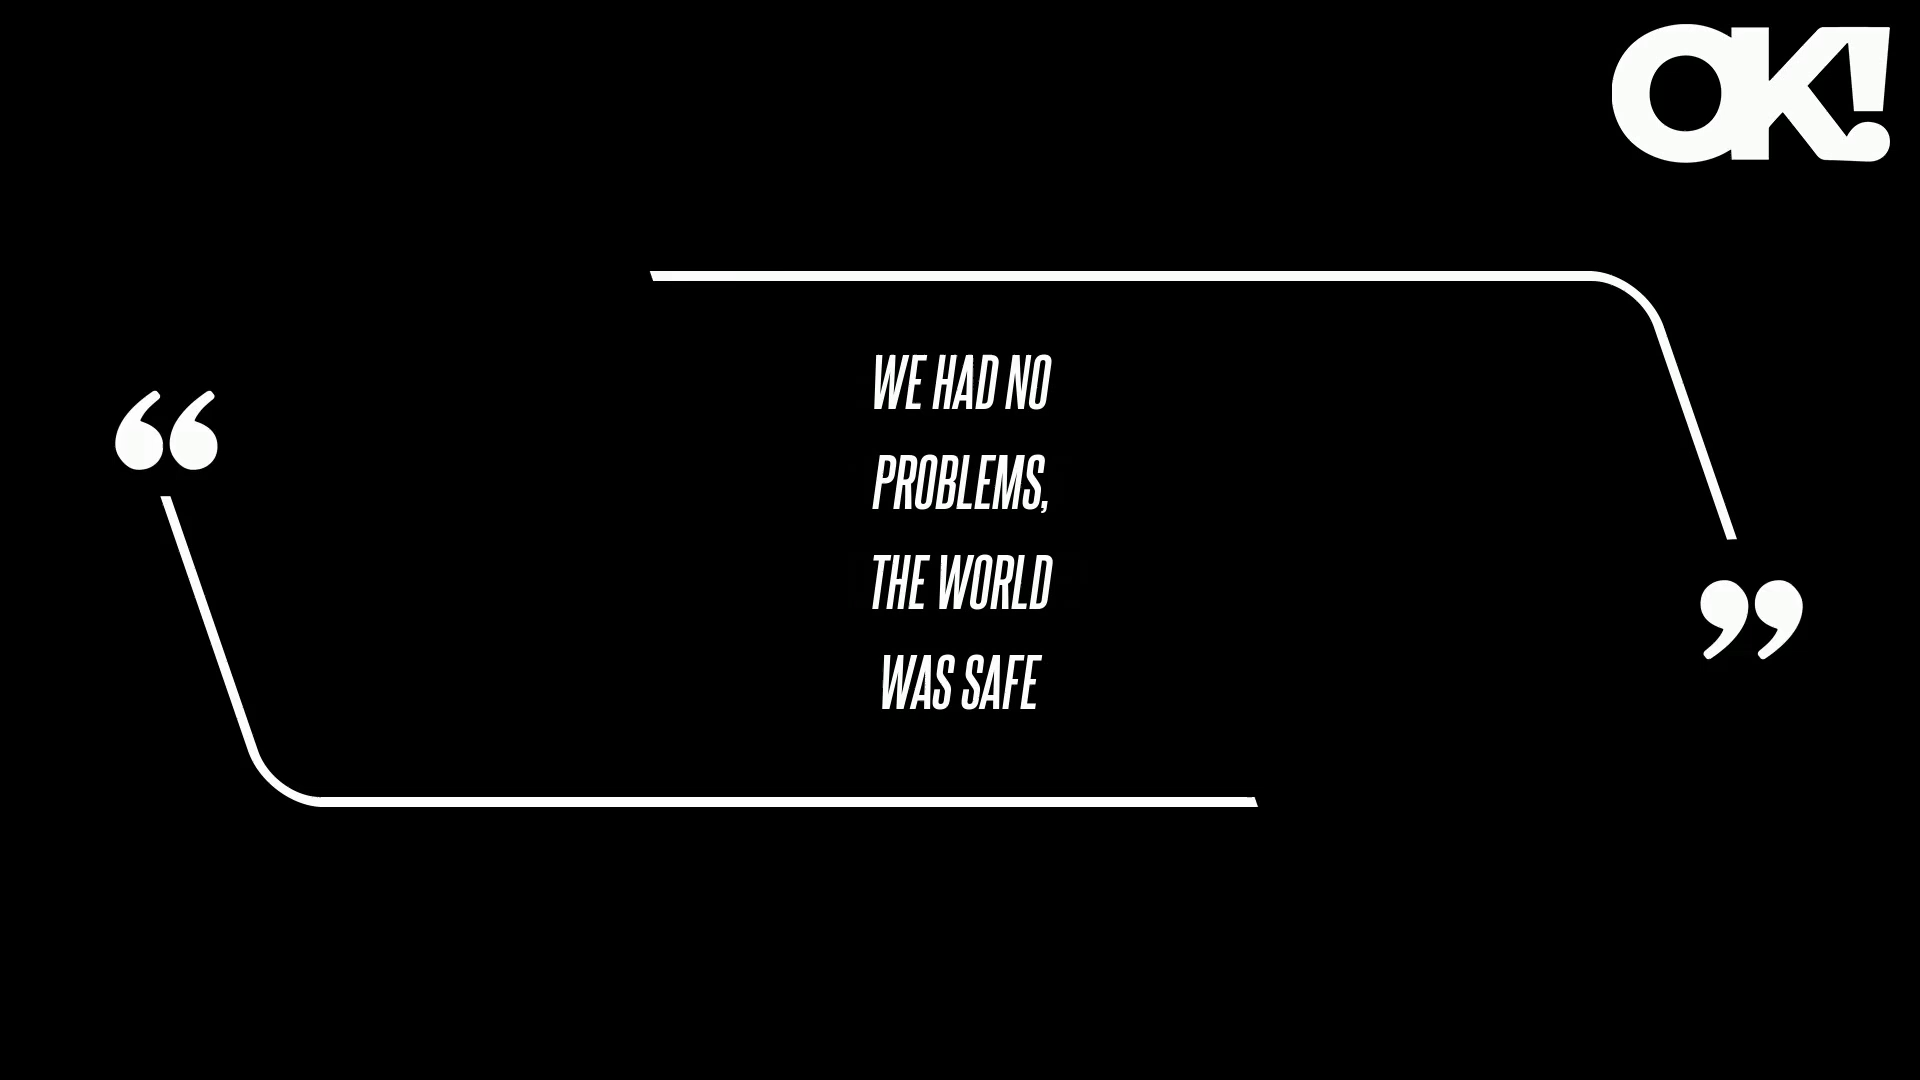 OK!
“
WE HAD NO
PROBLEMS,
THE WORLD
WAS SAFE
”